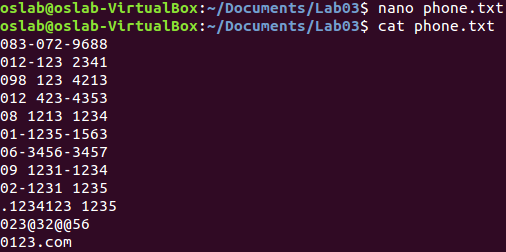 oslab@oslab-VirtualBox:~/Documents/Lab03$ nano phone.txt
oslab@oslab-VirtualBox:~/Documents/Lab03$ cat phone.txt
083-072-9688
012-123 2341
098 123 4213
012 423-4353
08 1213 1234
01-1235-1563
06-3456-3457
09 1231-1234
02-1231 1235
.1234123 1235
023@32@@56
0123.com